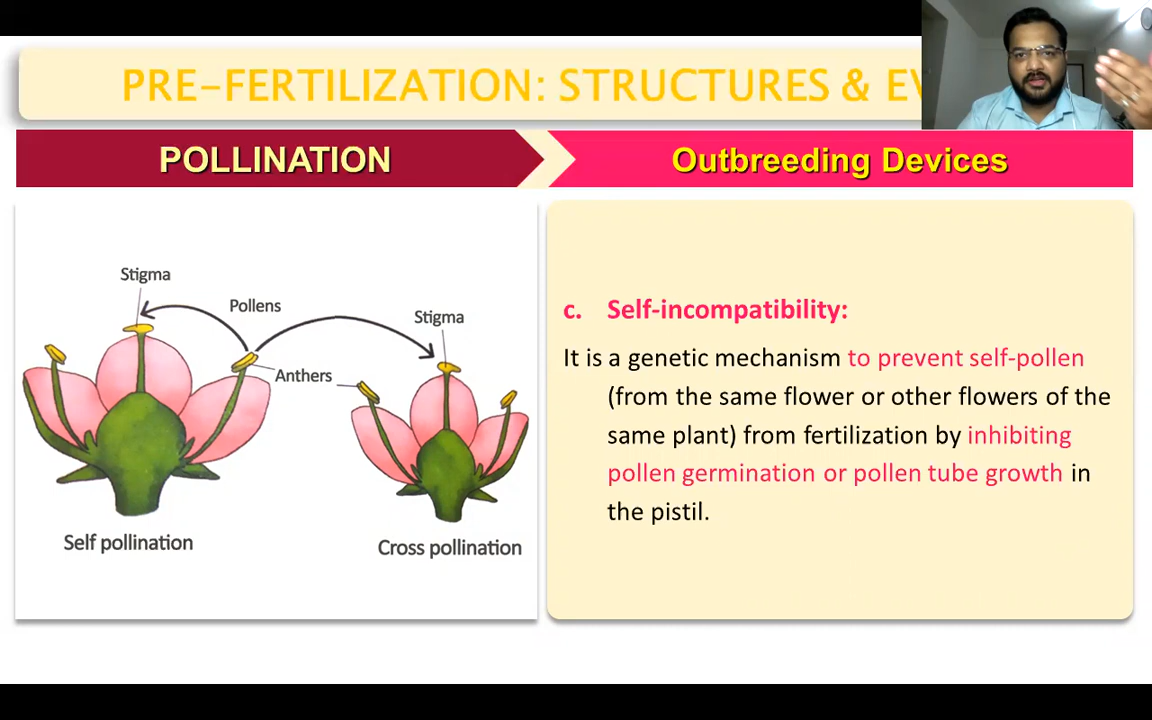 PRE-FERTILIZATION: STRUCTURES & EV
POLLINATION
Outbreeding Devices
Stigma
Pollens
Stigma
Anthers
Self pollination
Cross pollination
c. Self-incompatibility:
It is a genetic mechanism to prevent self-pollen
(from the same flower or other flowers of the
same plant) from fertilization by inhibiting
pollen germination or pollen tube growth in
the pistil.